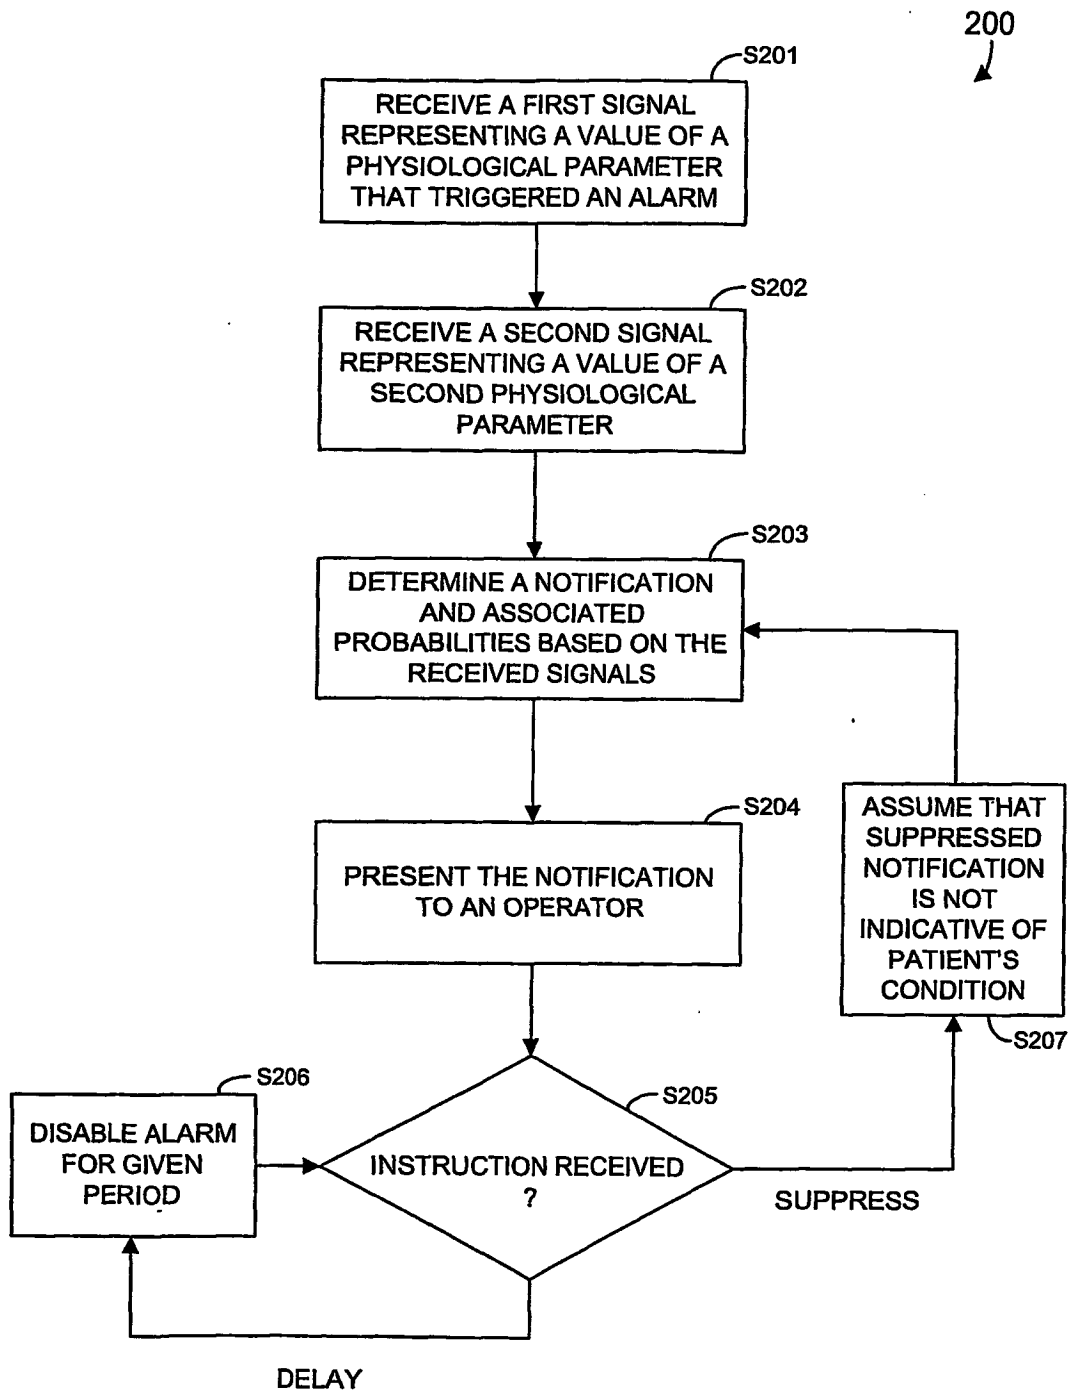 200
S201
RECEIVE A FIRST SIGNAL
REPRESENTING A VALUE OF A
PHYSIOLOGICAL PARAMETER
THAT TRIGGERED AN ALARM
S202
RECEIVE A SECOND SIGNAL
REPRESENTING A VALUE OF A
SECOND PHYSIOLOGICAL
PARAMETER
S203
DETERMINE A NOTIFICATION
AND ASSOCIATED
PROBABILITIES BASED ON THE
RECEIVED SIGNALS
S204
PRESENT THE NOTIFICATION
TO AN OPERATOR
ASSUME THAT
SUPPRESSED
NOTIFICATION
IS NOT
INDICATIVE OF
PATIENT'S
CONDITION
S207
S206
DISABLE ALARM
FOR GIVEN
PERIOD
S205
INSTRUCTION RECEIVED
?
SUPPRESS
DELAY